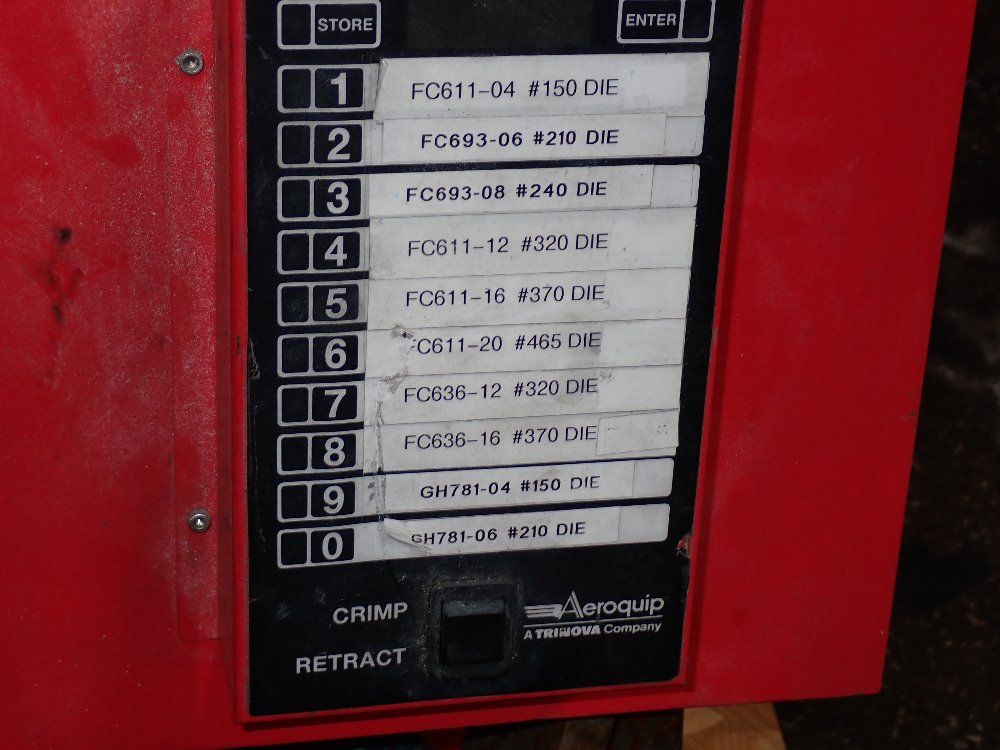 STORE ENTER
1 FC611-04 #150 DIE
2 FC693-06 #210 DIE
3 FC693-08 #240 DIE
4 FC611-12 #320 DIE
5 FC611-16 #370 DIE
6 FC611-20 #465 DIE
7 FC636-12 #320 DIE
8 FC636-16 #370 DIE
9 GH781-04 #150 DIE
0 GH781-06 #210 DIE
CRIMP
RETRACT
Aeroquip
A TRINOVA Company